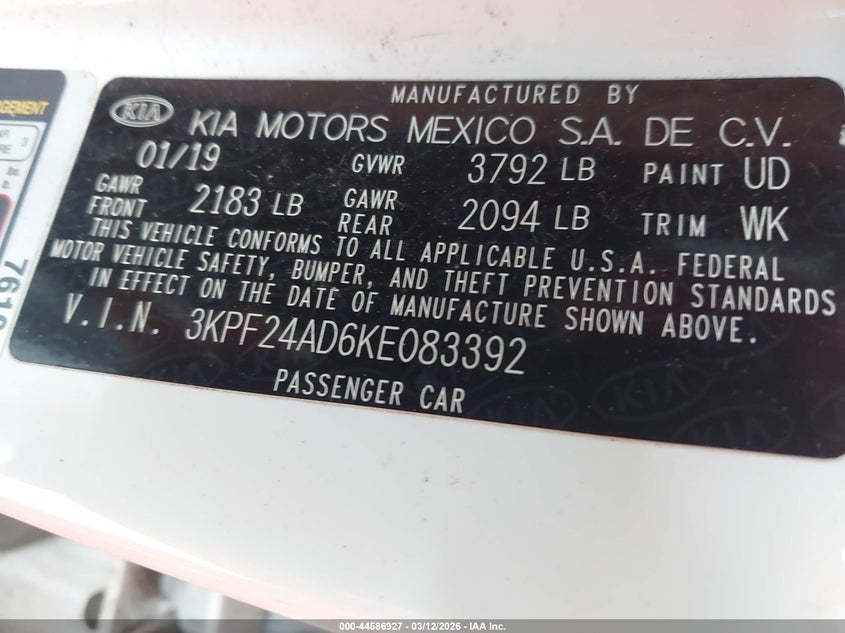 MANUFACTURED BY
KIA KIA MOTORS MEXICO S.A. DE C.V.
01/19 GVWR 3792 LB PAINT UD
GAWR FRONT 2183 LB GAWR REAR 2094 LB TRIM WK
THIS VEHICLE CONFORMS TO ALL APPLICABLE U.S.A. FEDERAL
MOTOR VEHICLE SAFETY, BUMPER, AND THEFT PREVENTION STANDARDS
IN EFFECT ON THE DATE OF MANUFACTURE SHOWN ABOVE.
V.I.N. 3KPF24AD6KE083392
PASSENGER CAR
000-44586927 - 03/12/2026 - IAA Inc.